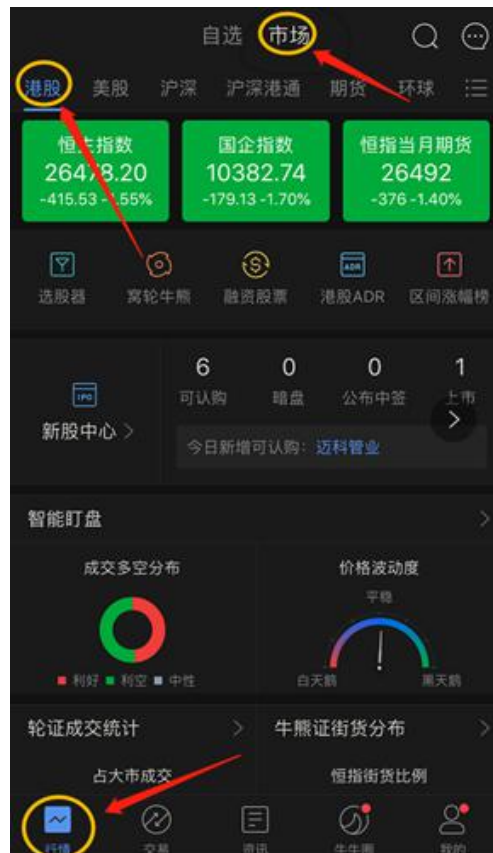 自选 市场
港股 美股 沪深 沪深港通 期货 环球
恒生指数 国企指数 恒指当月期货
26478.20 10382.74 26492
-415.53 -1.55% -179.13 -1.70% -376 -1.40%
选股器 窝轮牛熊 融资股票 港股ADR 区间涨幅榜
6 0 0 1
IPO
可认购 暗盘 公布中签 上市
新股中心 >
今日新增可认购: 迈科管业
智能盯盘
成交多空分布 价格波动度
平稳
利好 利空 中性 白天鹅 黑天鹅
轮证成交统计 牛熊证街货分布
占大市成交 恒指街货比例
行情 交易 资讯 牛牛圈 我的